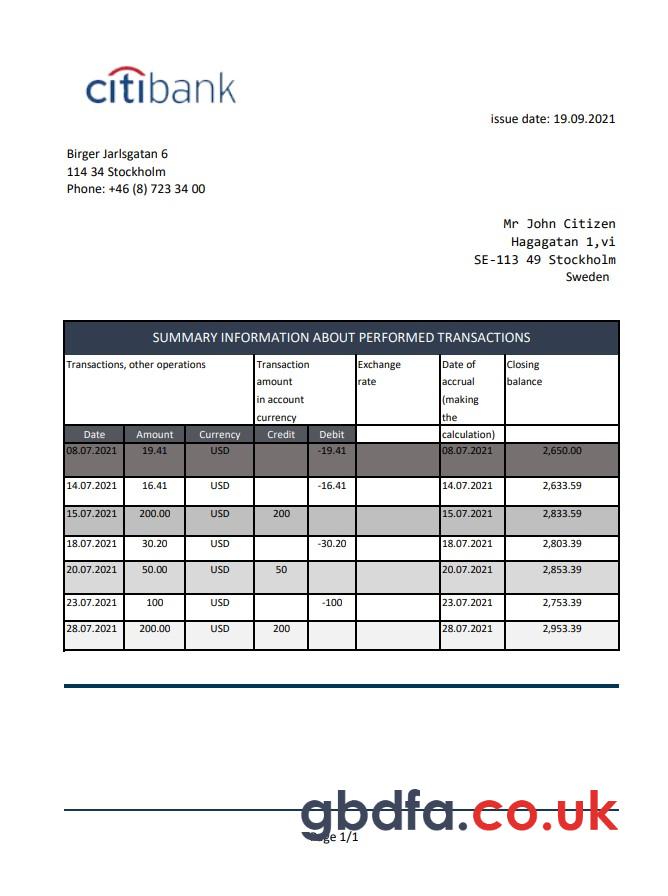 citibank
issue date: 19.09.2021
Birger Jarlsgatan 6
114 34 Stockholm
Phone: +46 (8) 723 34 00
Mr John Citizen
Hagagatan 1,vi
SE-113 49 Stockholm
Sweden
SUMMARY INFORMATION ABOUT PERFORMED TRANSACTIONS
Transactions, other operations Transaction Exchange Date of Closing
amount rate accrual balance
in account (making
currency the
Date Amount Currency Credit Debit calculation)
08.07.2021 19.41 USD -19.41 08.07.2021 2,650.00
14.07.2021 16.41 USD -16.41 14.07.2021 2,633.59
15.07.2021 200.00 USD 200 15.07.2021 2,833.59
18.07.2021 30.20 USD -30.20 18.07.2021 2,803.39
20.07.2021 50.00 USD 50 20.07.2021 2,853.39
23.07.2021 100 USD -100 23.07.2021 2,753.39
28.07.2021 200.00 USD 200 28.07.2021 2,953.39
gbdfa.co.uk
Page 1/1